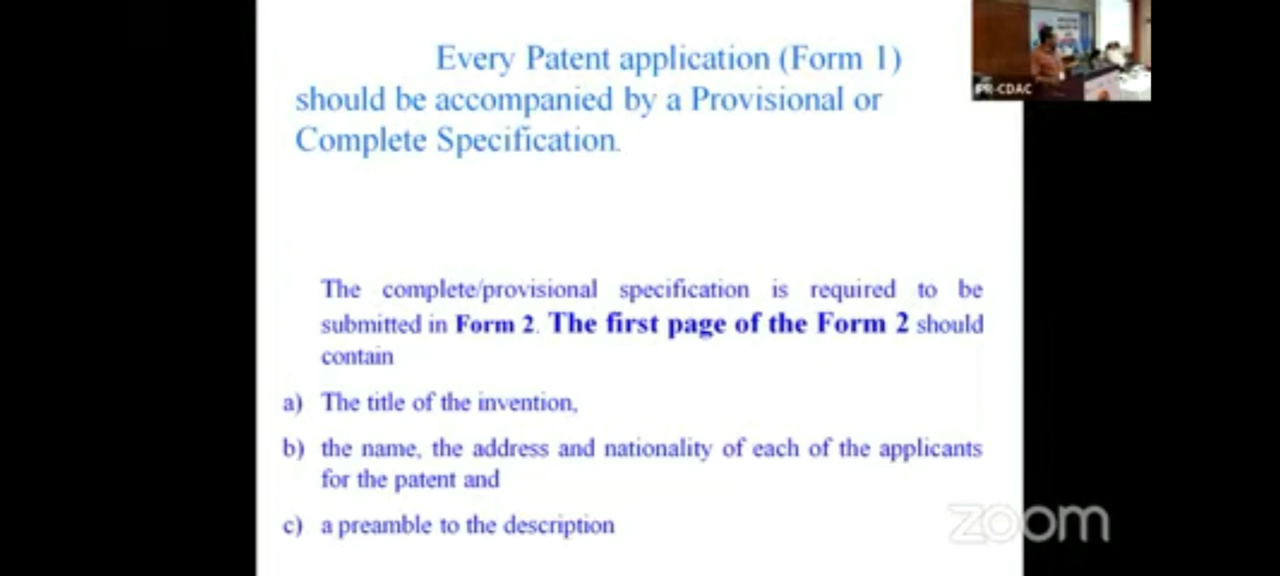 Every Patent application (Form 1)
should be accompanied by a Provisional or
Complete Specification.
The complete/provisional specification is required to be
submitted in Form 2. The first page of the Form 2 should
contain
a) The title of the invention,
b) the name, the address and nationality of each of the applicants
for the patent and
c) a preamble to the description
IPR-CDAC
zoom